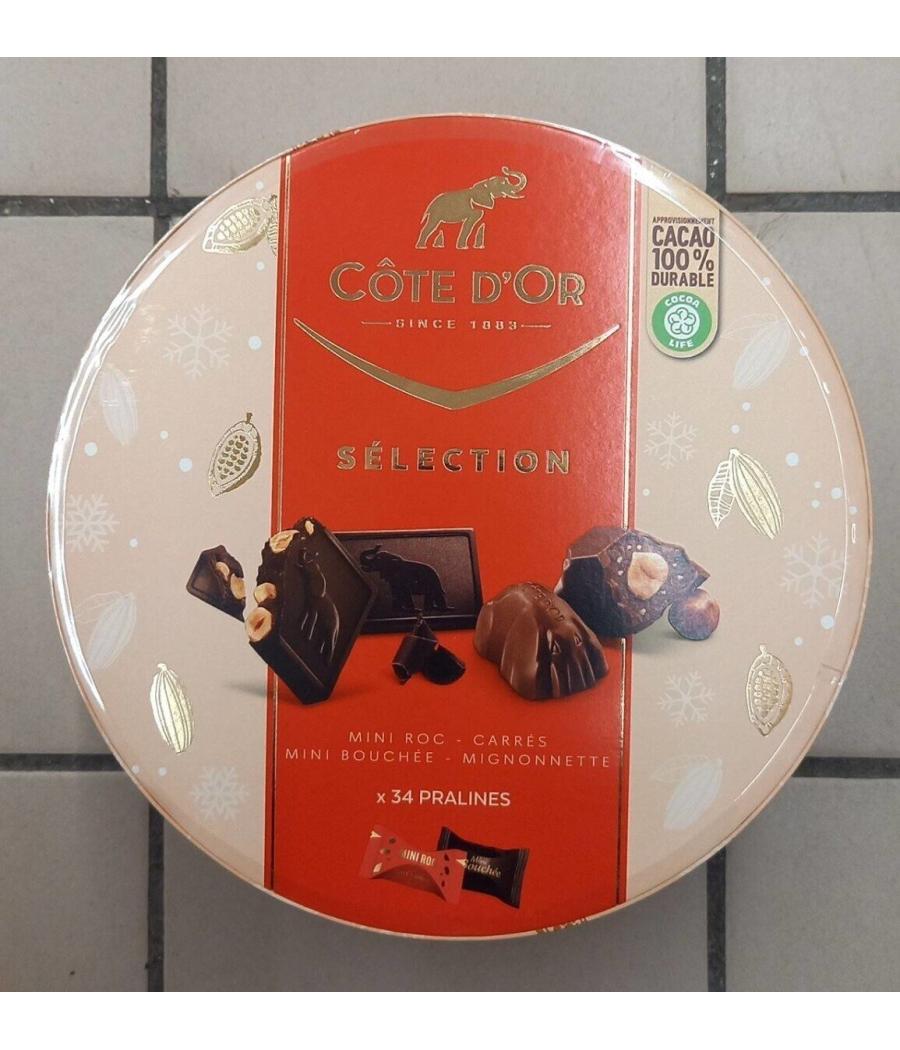 CÔTE D'OR
SINCE 1883
APPROVISIONNEMENT
CACAO
100%
DURABLE
COCOA
LIFE
SÉLECTION
MINI ROC - CARRÉS
MINI BOUCHÉE - MIGNONNETTE
x 34 PRALINES
MINI ROC
Mini
Bouchée